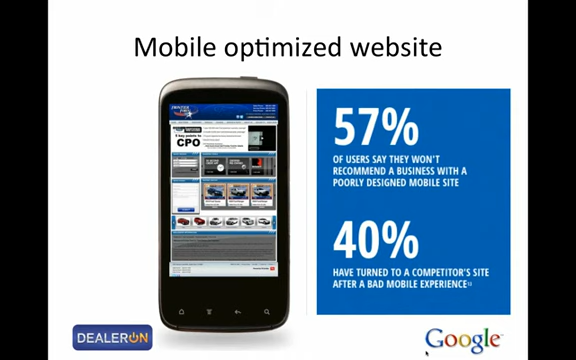 Mobile optimized website
CPO
57%
OF USERS SAY THEY WON'T
RECOMMEND A BUSINESS WITH A
POORLY DESIGNED MOBILE SITE
40%
HAVE TURNED TO A COMPETITOR'S SITE
AFTER A BAD MOBILE EXPERIENCE
DEALERON
Google